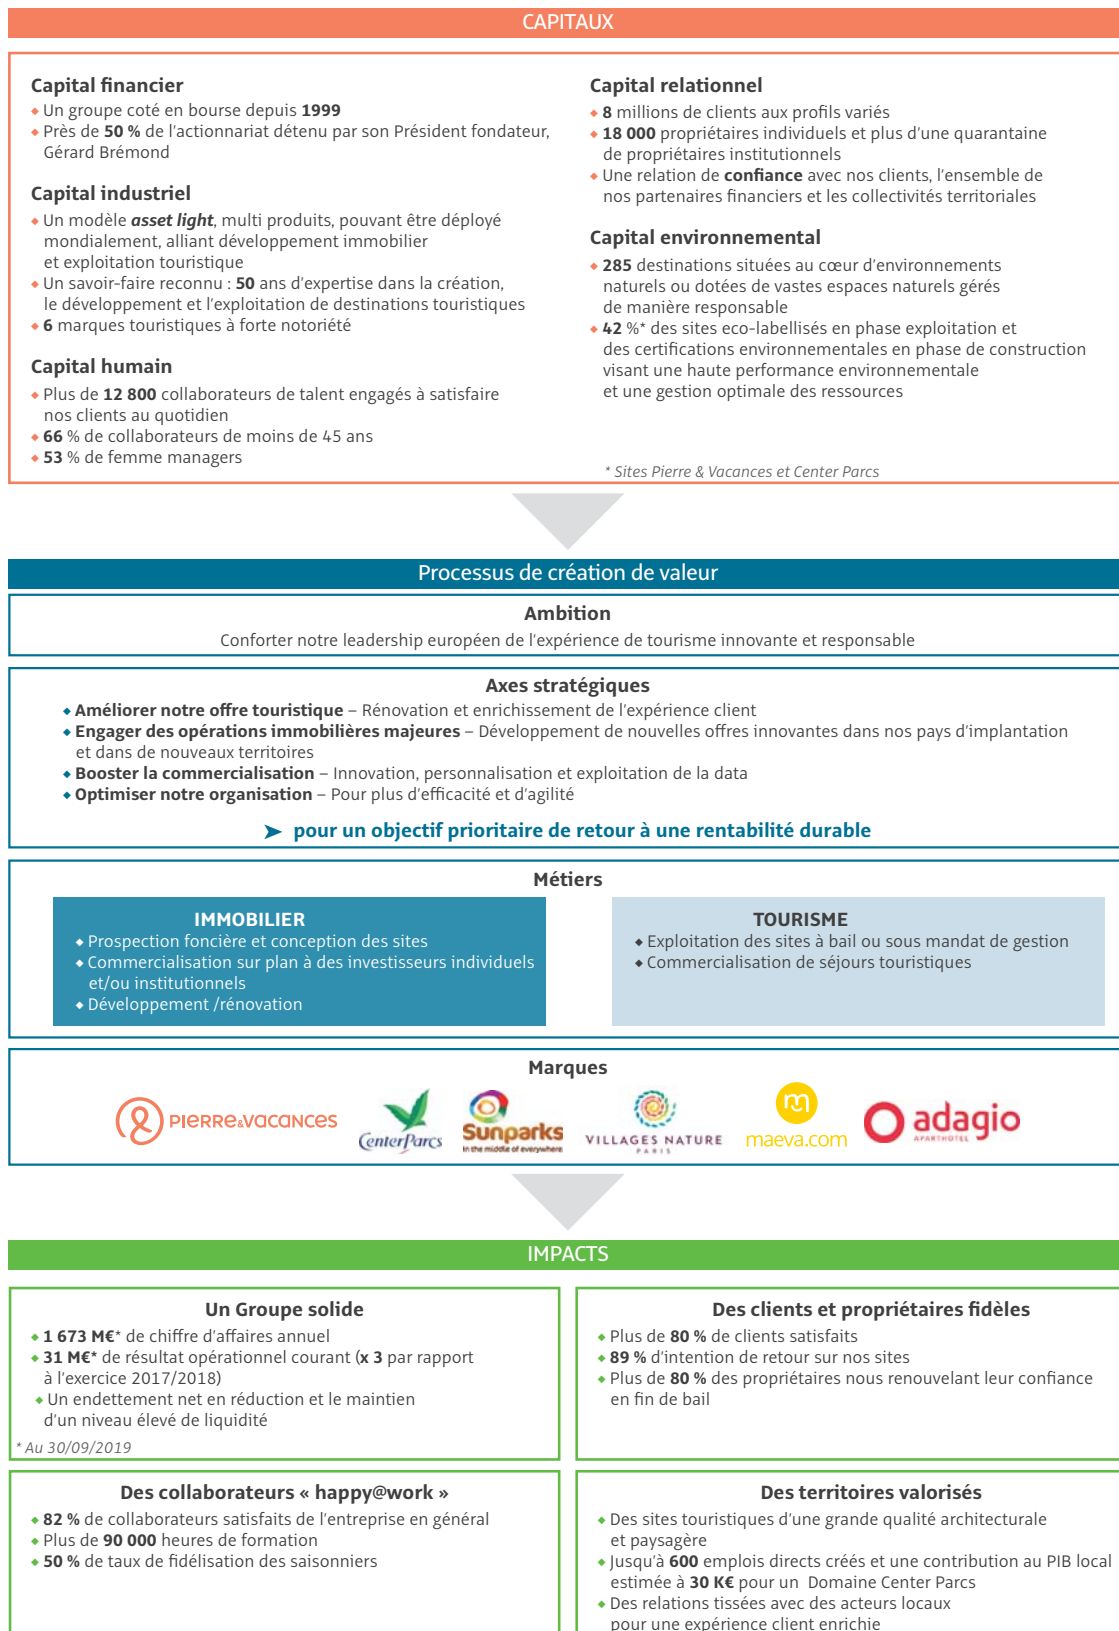 CAPITAUX
Capital financier
◆ Un groupe coté en bourse depuis 1999
◆ Près de 50 % de l'actionnariat détenu par son Président fondateur,
Gérard Brémond
Capital industriel
◆ Un modèle asset light, multi produits, pouvant être déployé
mondialement, alliant développement immobilier
et exploitation touristique
◆ Un savoir-faire reconnu : 50 ans d'expertise dans la création,
le développement et l'exploitation de destinations touristiques
◆ 6 marques touristiques à forte notoriété
Capital humain
◆ Plus de 12 800 collaborateurs de talent engagés à satisfaire
nos clients au quotidien
◆ 66 % de collaborateurs de moins de 45 ans
◆ 53 % de femme managers
Capital relationnel
◆ 8 millions de clients aux profils variés
◆ 18 000 propriétaires individuels et plus d'une quarantaine
de propriétaires institutionnels
◆ Une relation de confiance avec nos clients, l'ensemble de
nos partenaires financiers et les collectivités territoriales
Capital environnemental
◆ 285 destinations situées au cœur d'environnements
naturels ou dotées de vastes espaces naturels gérés
de manière responsable
◆ 42 %* des sites eco-labellisés en phase exploitation et
des certifications environnementales en phase de construction
visant une haute performance environnementale
et une gestion optimale des ressources
* Sites Pierre & Vacances et Center Parcs
Processus de création de valeur
Ambition
Conforter notre leadership européen de l'expérience de tourisme innovante et responsable
Axes stratégiques
◆ Améliorer notre offre touristique – Rénovation et enrichissement de l'expérience client
◆ Engager des opérations immobilières majeures – Développement de nouvelles offres innovantes dans nos pays d'implantation
et dans de nouveaux territoires
◆ Booster la commercialisation – Innovation, personnalisation et exploitation de la data
◆ Optimiser notre organisation – Pour plus d'efficacité et d'agilité
➤ pour un objectif prioritaire de retour à une rentabilité durable
Métiers
IMMOBILIER
◆ Prospection foncière et conception des sites
◆ Commercialisation sur plan à des investisseurs individuels
et/ou institutionnels
◆ Développement /rénovation
TOURISME
◆ Exploitation des sites à bail ou sous mandat de gestion
◆ Commercialisation de séjours touristiques
Marques
PIERRE & VACANCES
CenterParcs
Sunparks
In the middle of everywhere
VILLAGES NATURE
PARIS
m
maeva.com
adagio
APARTHOTEL
IMPACTS
Un Groupe solide
◆ 1 673 M€* de chiffre d'affaires annuel
◆ 31 M€* de résultat opérationnel courant (x 3 par rapport
à l'exercice 2017/2018)
◆ Un endettement net en réduction et le maintien
d'un niveau élevé de liquidité
* Au 30/09/2019
Des clients et propriétaires fidèles
◆ Plus de 80 % de clients satisfaits
◆ 89 % d'intention de retour sur nos sites
◆ Plus de 80 % des propriétaires nous renouvelant leur confiance
en fin de bail
Des collaborateurs « happy@work »
◆ 82 % de collaborateurs satisfaits de l'entreprise en général
◆ Plus de 90 000 heures de formation
◆ 50 % de taux de fidélisation des saisonniers
Des territoires valorisés
◆ Des sites touristiques d'une grande qualité architecturale
et paysagère
◆ Jusqu'à 600 emplois directs créés et une contribution au PIB local
estimée à 30 K€ pour un Domaine Center Parcs
◆ Des relations tissées avec des acteurs locaux
pour une expérience client enrichie